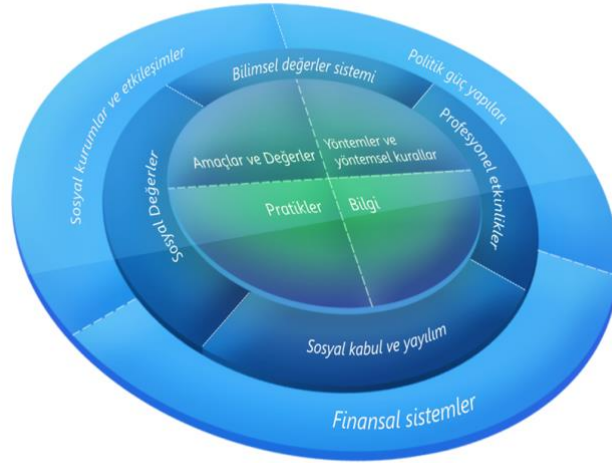 Sosyal kurumlar ve etkileşimler
Politik güç yapıları
Bilimsel değerler sistemi
Profesyonel etkinlikler
Sosyal Değerler
Amaçlar ve Değerler
Yöntemler ve
yöntemsel kurallar
Pratikler
Bilgi
Sosyal kabul ve yayılım
Finansal sistemler